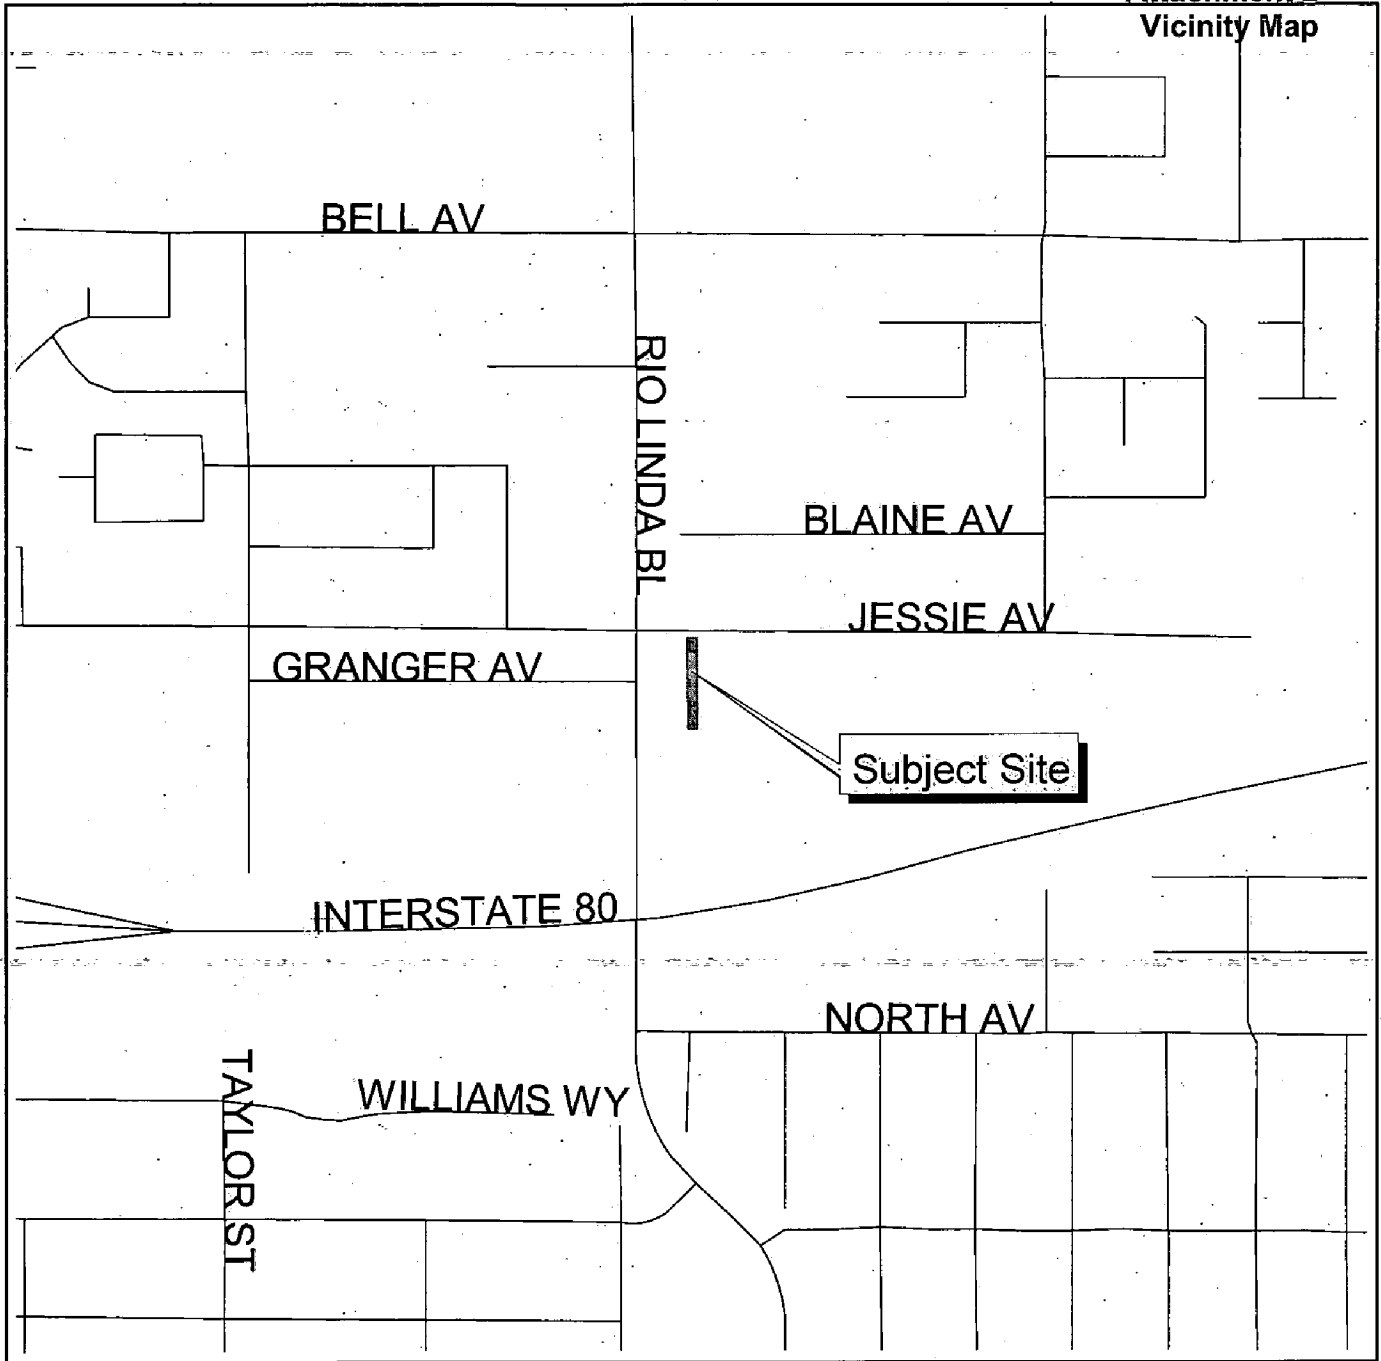 Vicinity Map
BELL AV
RIO LINDA BL
BLAINE AV
JESSIE AV
GRANGER AV
Subject Site
INTERSTATE 80
NORTH AV
WILLIAMS WY
TAYLOR ST